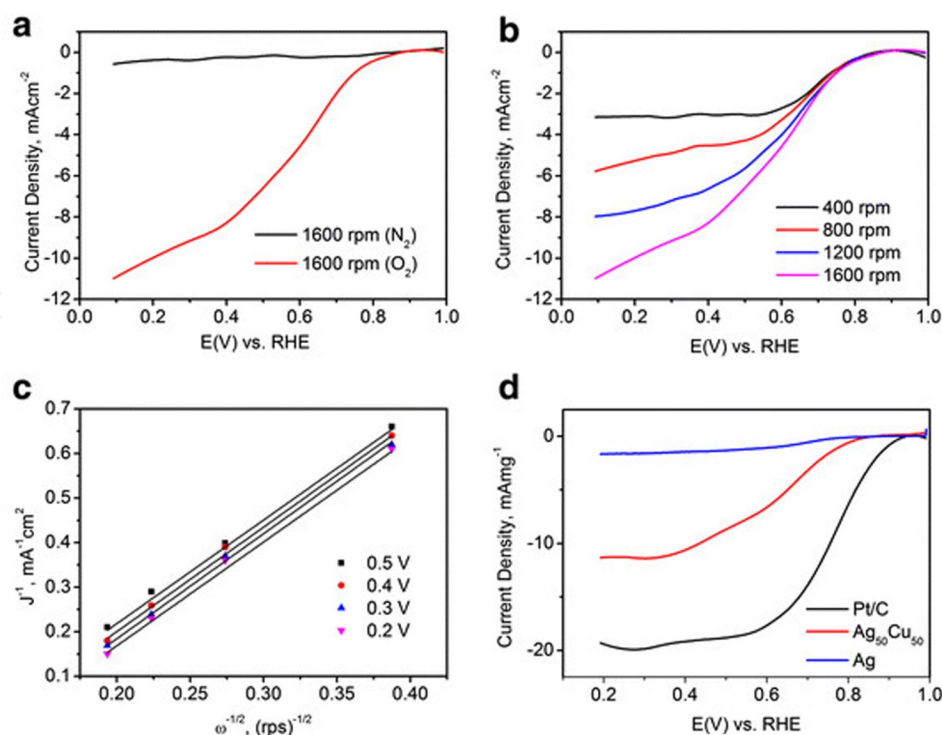 a
Current Density, mAcm⁻²
0
-2
-4
-6
-8
-10
-12
1600 rpm (N₂)
1600 rpm (O₂)
0.0 0.2 0.4 0.6 0.8 1.0
E(V) vs. RHE
b
Current Density, mAcm⁻²
0
-2
-4
-6
-8
-10
-12
400 rpm
800 rpm
1200 rpm
1600 rpm
0.0 0.2 0.4 0.6 0.8 1.0
E(V) vs. RHE
c
J⁻¹, mA⁻¹cm²
0.7
0.6
0.5
0.4
0.3
0.2
0.1
0.5 V
0.4 V
0.3 V
0.2 V
0.20 0.25 0.30 0.35 0.40
ω⁻¹/², (rps)⁻¹/²
d
Current Density, mAmg⁻¹
0
-10
-20
Pt/C
Ag₅₀Cu₅₀
Ag
0.2 0.4 0.6 0.8 1.0
E(V) vs. RHE